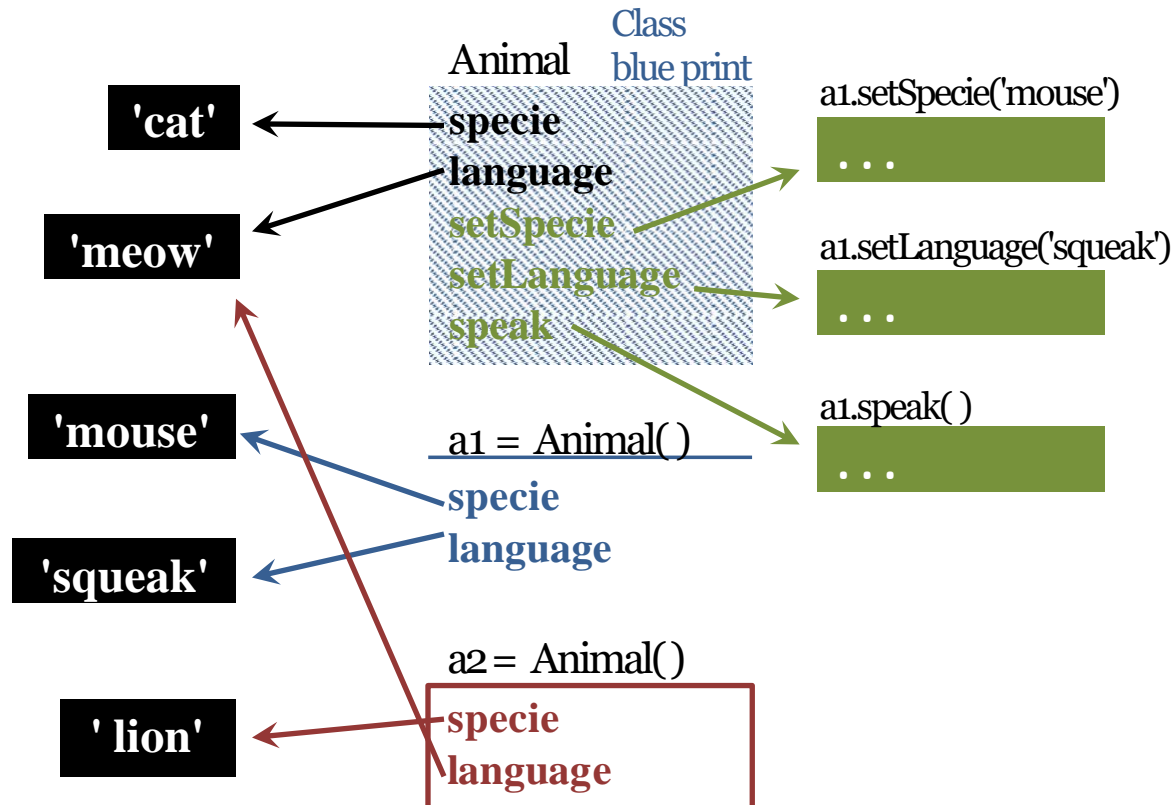 Class
blue print
Animal
'cat'
'meow'
'mouse'
'squeak'
' lion'
specie
language
setSpecie
setLanguage
speak
a1 = Animal()
specie
language
a2 = Animal()
specie
language
a1.setSpecie('mouse')
. . .
a1.setLanguage('squeak')
. . .
a1.speak( )
. . .